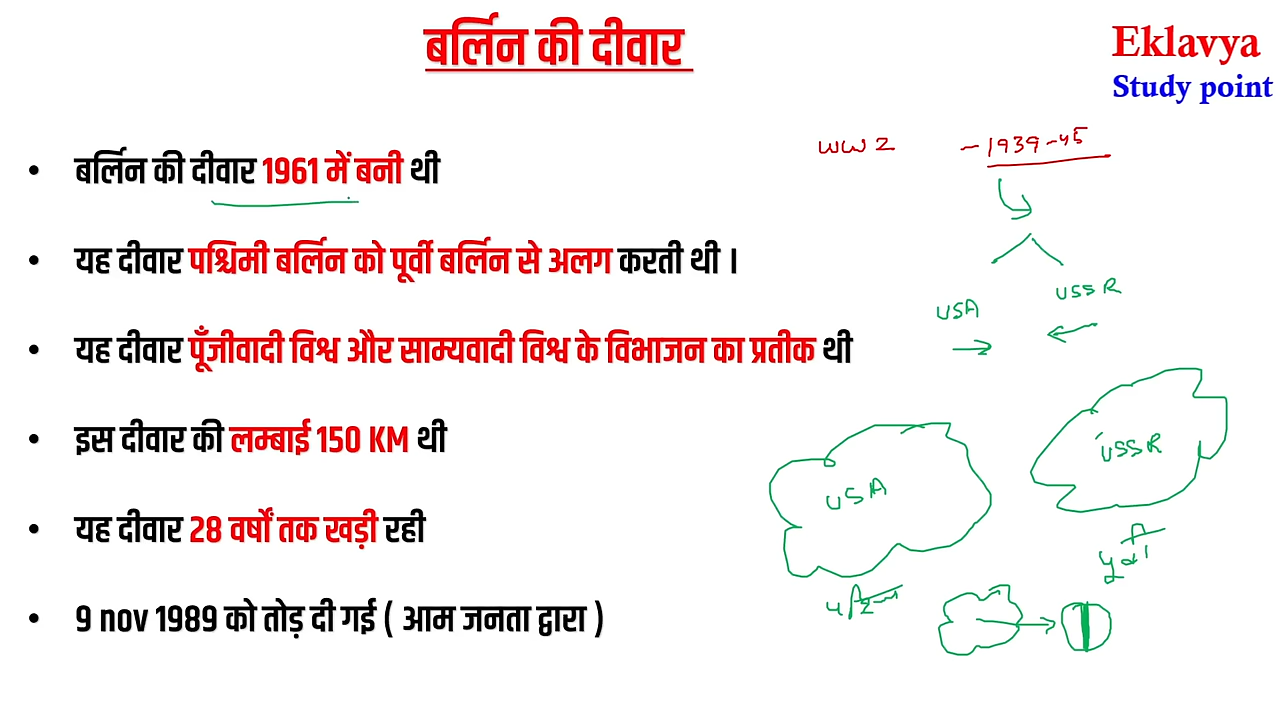 बर्लिन की दीवार
Eklavya
Study point
WW 2 - 1939-45
• बर्लिन की दीवार 1961 में बनी थी
• यह दीवार पश्चिमी बर्लिन को पूर्वी बर्लिन से अलग करती थी ।
USA USSR
• यह दीवार पूँजीवादी विश्व और साम्यवादी विश्व के विभाजन का प्रतीक थी
• इस दीवार की लम्बाई 150 KM थी
USA USSR
• यह दीवार 28 वर्षों तक खड़ी रही
• 9 nov 1989 को तोड़ दी गई ( आम जनता द्वारा )